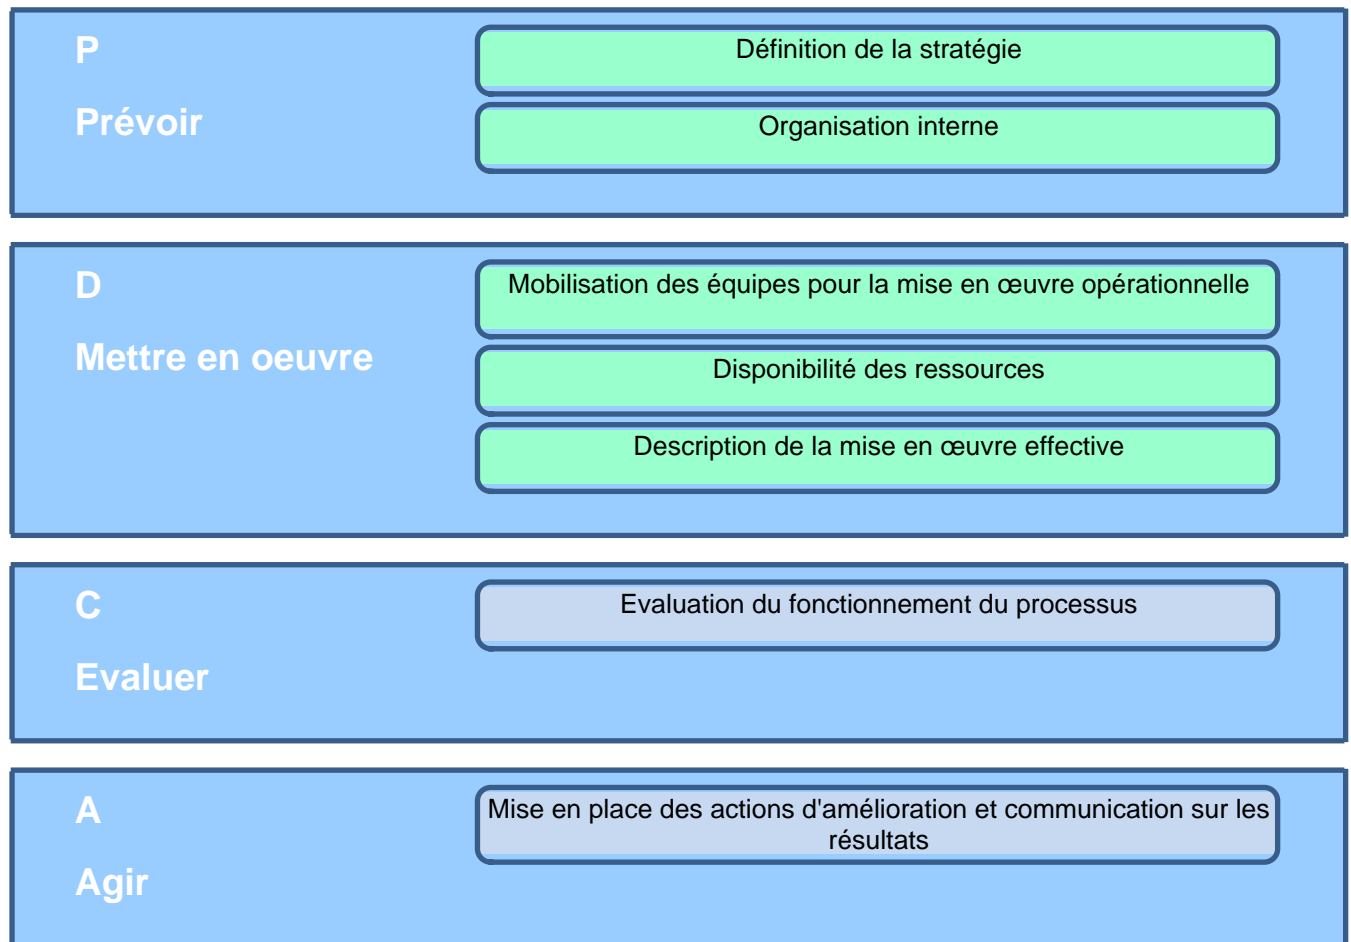 P
Prévoir
Définition de la stratégie
Organisation interne
D
Mettre en oeuvre
Mobilisation des équipes pour la mise en œuvre opérationnelle
Disponibilité des ressources
Description de la mise en œuvre effective
C
Evaluer
Evaluation du fonctionnement du processus
A
Agir
Mise en place des actions d'amélioration et communication sur les
résultats